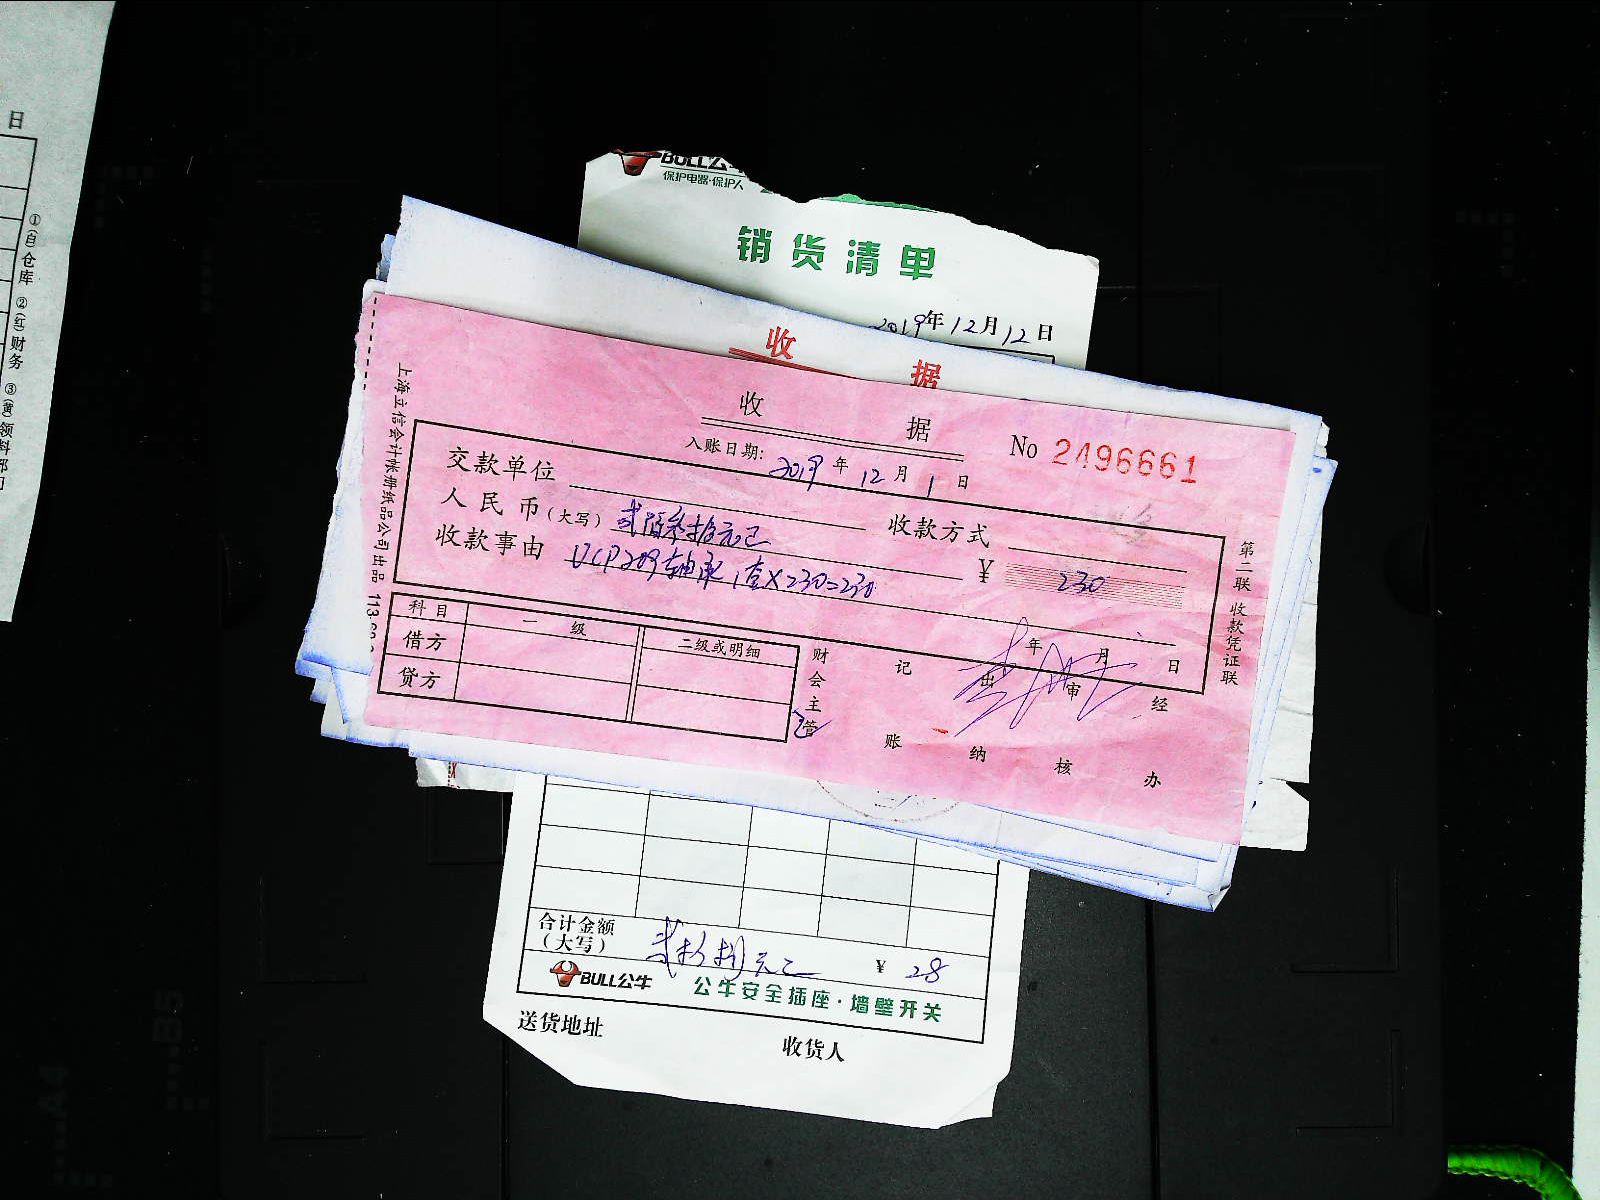 日
①(白)仓库 ②(红)财务 ③(黄)领料部门
BULL公牛
保护电器·保护人
销货清单
2019年12月12日
收 据
收 据
No 2496661
入账日期: 2019年12月1日
交款单位
收款方式
人民币(大写) 贰佰叁拾元正
¥ 230
收款事由 UCP209轴承 1套X230=230
年 月 日
科目 一级 二级或明细
借方
贷方
财会主管
记账
出纳
审核
经办
上海立信会计帐册纸品公司出品
第二联 收款凭证联
合计金额
(大写) 贰拾捌元正 ¥ 28
BULL公牛 公牛安全插座·墙壁开关
送货地址
收货人